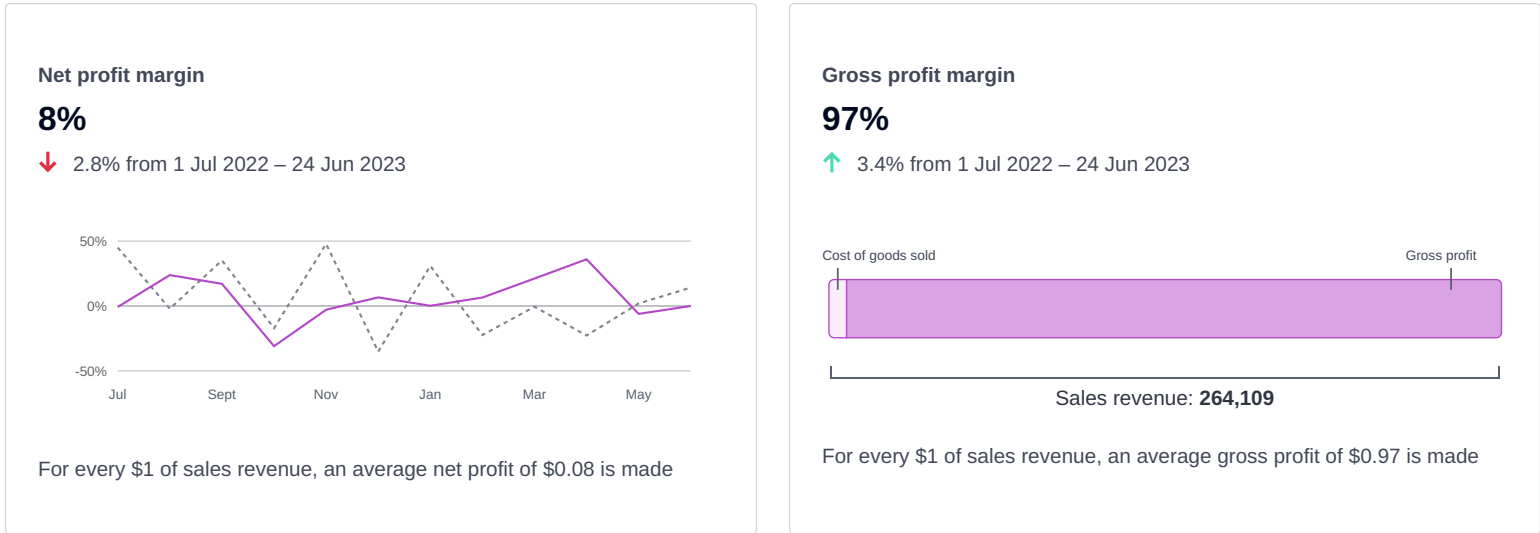 Net profit margin
8%
2.8% from 1 Jul 2022 – 24 Jun 2023
50%
0%
-50%
Jul Sept Nov Jan Mar May
For every $1 of sales revenue, an average net profit of $0.08 is made
Gross profit margin
97%
3.4% from 1 Jul 2022 – 24 Jun 2023
Cost of goods sold Gross profit
Sales revenue: 264,109
For every $1 of sales revenue, an average gross profit of $0.97 is made